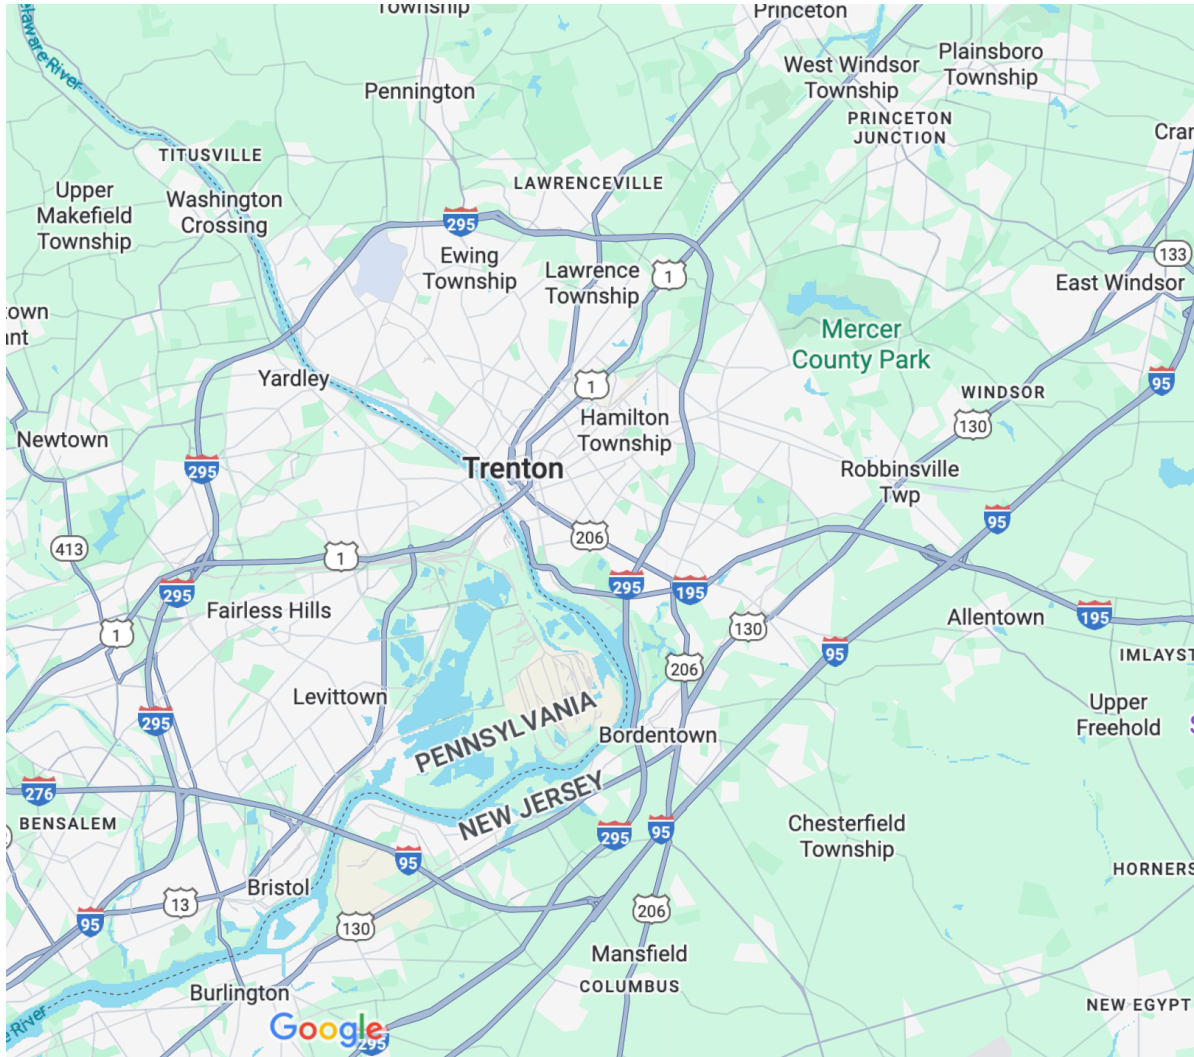 Township
Princeton
Delaware River
Plainsboro
Township
West Windsor
Township
Pennington
PRINCETON
JUNCTION
TITUSVILLE
LAWRENCEVILLE
Upper
Makefield
Township
Washington
Crossing
295
Ewing
Township
Lawrence
Township
1
133
East Windsor
Mercer
County Park
Yardley
1
95
WINDSOR
Hamilton
Township
130
Newtown
Trenton
295
Robbinsville
Twp
95
413
1
206
295
295
195
Fairless Hills
1
130
Allentown
195
95
206
Levittown
PENNSYLVANIA
295
Bordentown
Upper
Freehold
276
NEW JERSEY
BENSALEM
295
95
Chesterfield
Township
95
Bristol
13
95
130
206
Mansfield
COLUMBUS
Burlington
NEW EGYPT
Google
295
River